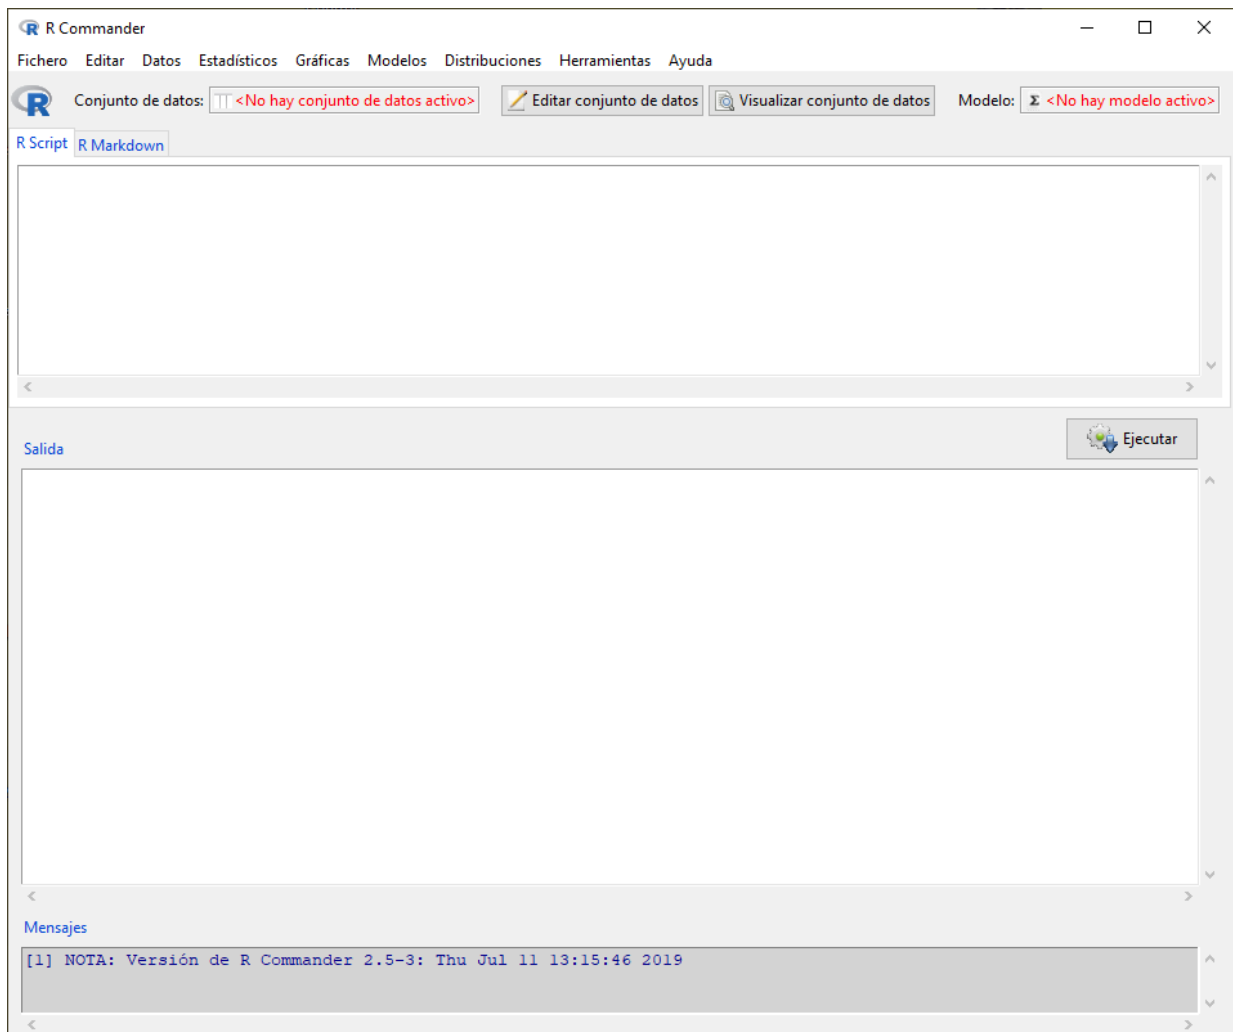 R Commander
Fichero Editar Datos Estadísticos Gráficas Modelos Distribuciones Herramientas Ayuda
R Conjunto de datos: <No hay conjunto de datos activo> Editar conjunto de datos Visualizar conjunto de datos Modelo: Σ <No hay modelo activo>
R Script R Markdown
Ejecutar
Salida
Mensajes
[1] NOTA: Versión de R Commander 2.5-3: Thu Jul 11 13:15:46 2019